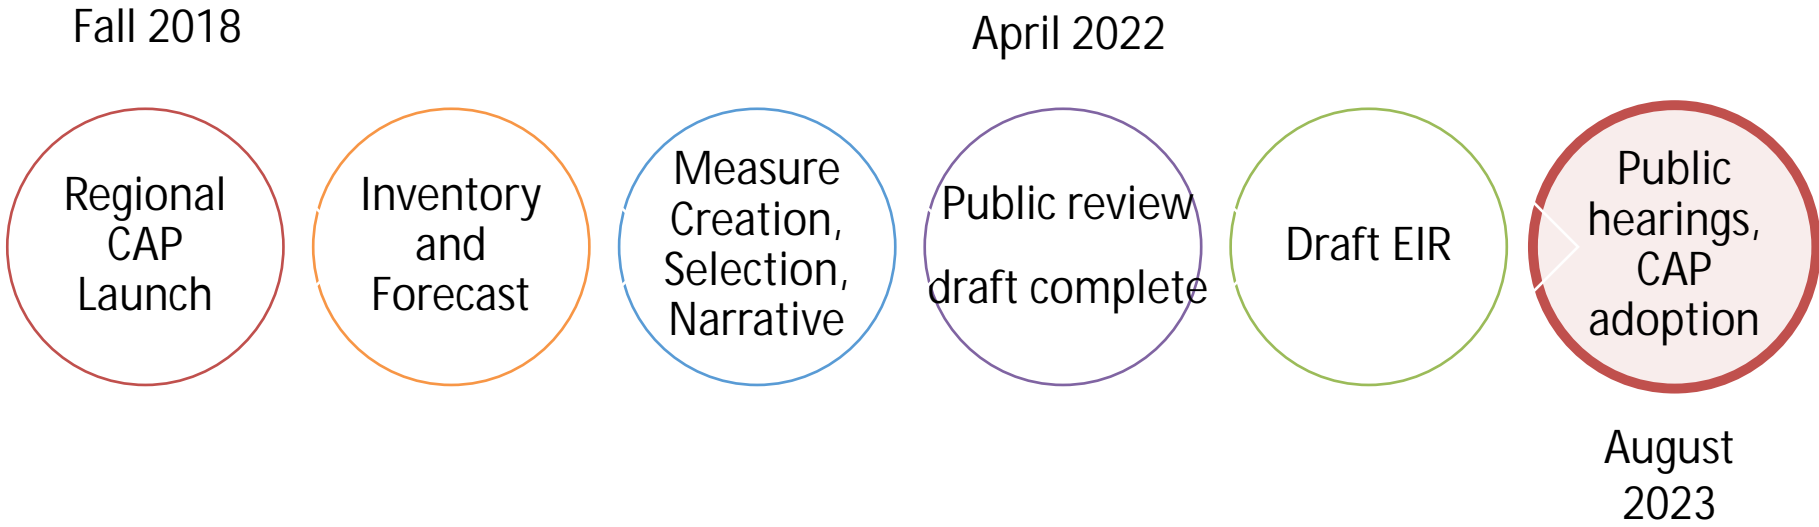 Fall 2018
April 2022
Regional
CAP
Launch
Inventory
and
Forecast
Measure
Creation,
Selection,
Narrative
Public review
draft complete
Draft EIR
Public
hearings,
CAP
adoption
August
2023